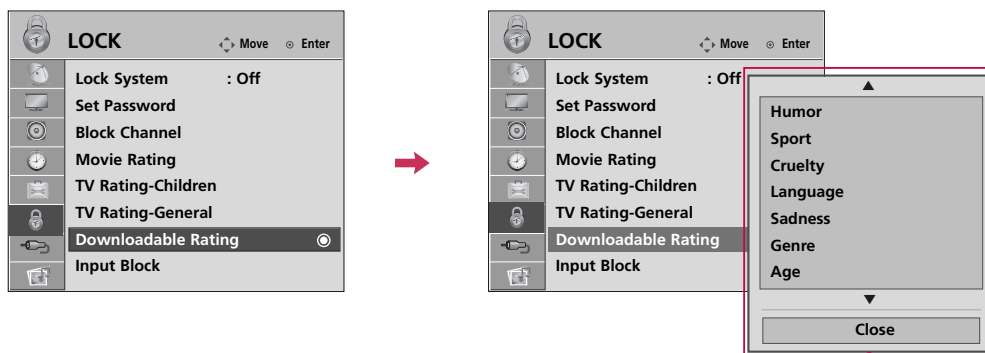 LOCK Move Enter
Lock System : Off
Set Password
Block Channel
Movie Rating
TV Rating-Children
TV Rating-General
Downloadable Rating
Input Block
LOCK Move Enter
Lock System : Off
Set Password
Block Channel
Movie Rating
TV Rating-Children
TV Rating-General
Downloadable Rating
Input Block
Humor
Sport
Cruelty
Language
Sadness
Genre
Age
Close